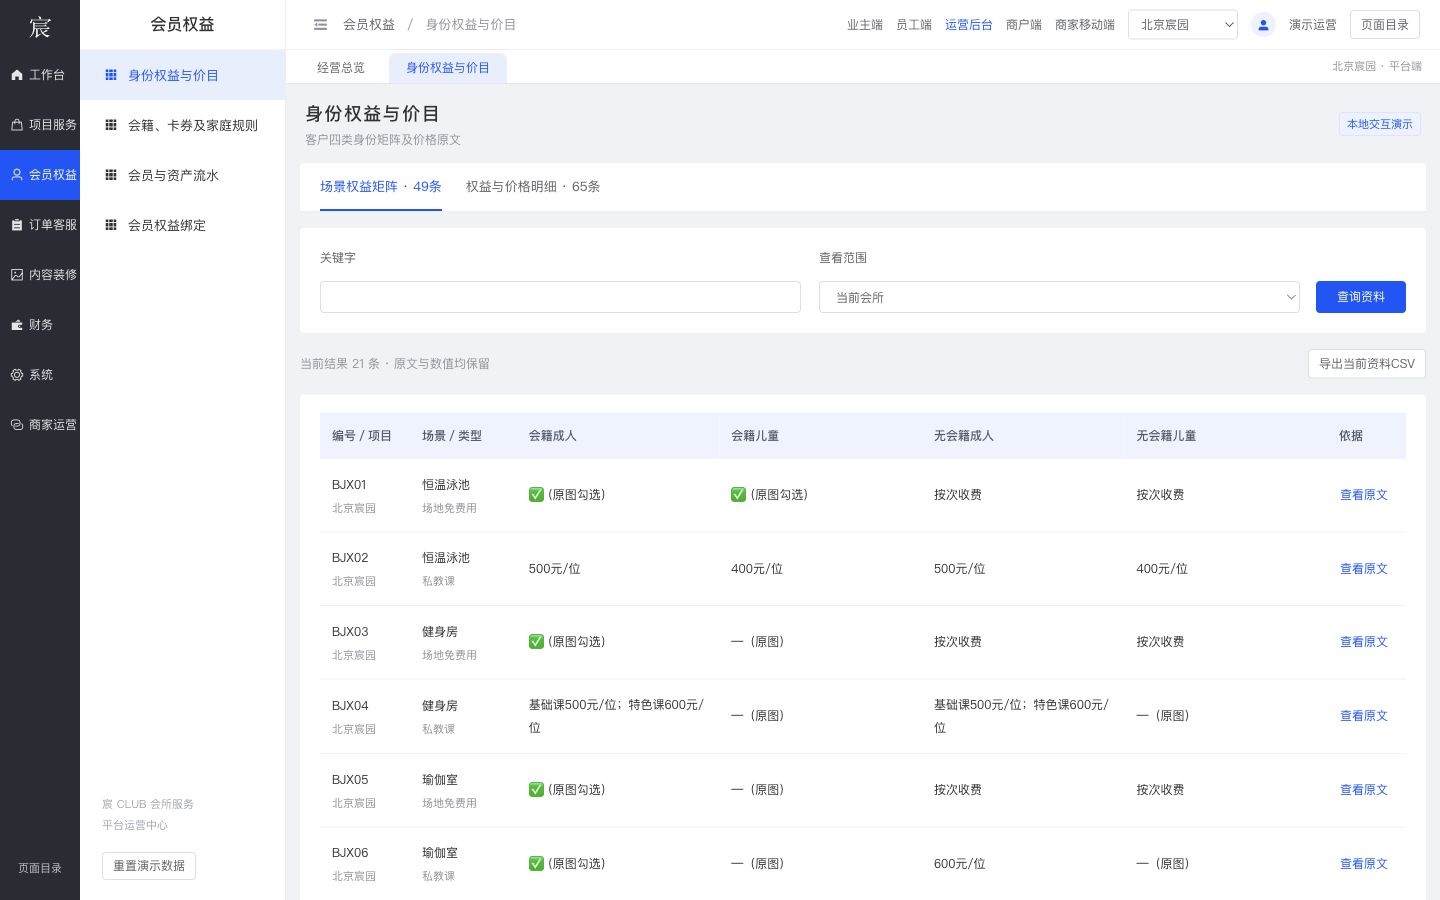 宸
工作台
项目服务
会员权益
订单客服
内容装修
财务
系统
商家运营
页面目录
会员权益
身份权益与价目
会籍、卡券及家庭规则
会员与资产流水
会员权益绑定
宸 CLUB 会所服务
平台运营中心
重置演示数据
会员权益 / 身份权益与价目
业主端 员工端 运营后台 商户端 商家移动端 北京宸园 演示运营 页面目录
经营总览 身份权益与价目 北京宸园 · 平台端
身份权益与价目
客户四类身份矩阵及价格原文
本地交互演示
场景权益矩阵 · 49条 权益与价格明细 · 65条
关键字 查看范围
当前会所 查询资料
当前结果 21 条 · 原文与数值均保留 导出当前资料CSV
编号 / 项目 场景 / 类型 会籍成人 会籍儿童 无会籍成人 无会籍儿童 依据
BJX01 恒温泳池
✅ (原图勾选) ✅ (原图勾选) 按次收费 按次收费 查看原文
北京宸园 场地免费用
BJX02 恒温泳池
500元/位 400元/位 500元/位 400元/位 查看原文
北京宸园 私教课
BJX03 健身房
✅ (原图勾选) — (原图) 按次收费 按次收费 查看原文
北京宸园 场地免费用
BJX04 健身房 基础课500元/位；特色课600元/ 基础课500元/位；特色课600元/
— (原图) — (原图) 查看原文
北京宸园 私教课 位 位
BJX05 瑜伽室
✅ (原图勾选) — (原图) 按次收费 按次收费 查看原文
北京宸园 场地免费用
BJX06 瑜伽室
✅ (原图勾选) — (原图) 600元/位 — (原图) 查看原文
北京宸园 私教课